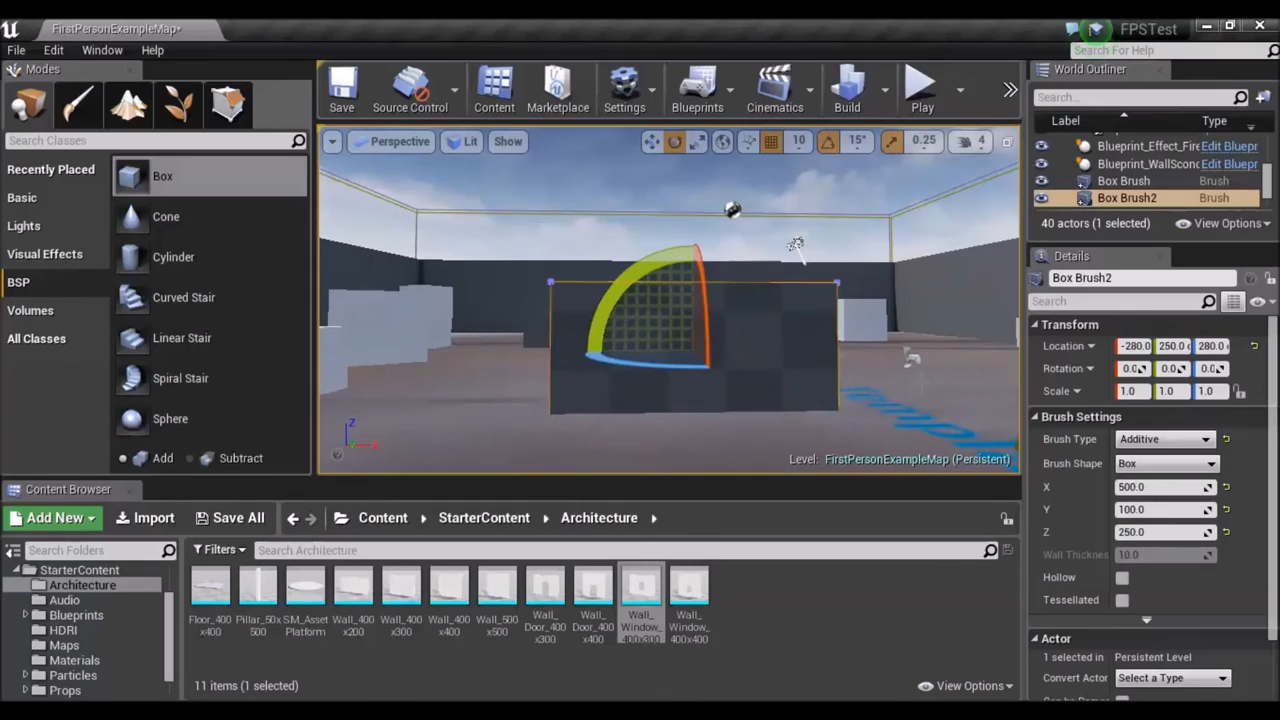 FirstPersonExampleMap*
FPSTest
File Edit Window Help
Search For Help
Modes
Search Classes
Recently Placed
Basic
Lights
Visual Effects
BSP
Volumes
All Classes
Box
Cone
Cylinder
Curved Stair
Linear Stair
Spiral Stair
Sphere
Add Subtract
Save Source Control Content Marketplace Settings Blueprints Cinematics Build Play
Perspective Lit Show 10 15° 0.25 4
Z
X
Level: FirstPersonExampleMap (Persistent)
World Outliner
Search...
Label Type
Blueprint_Effect_Fire Edit Bluepr
Blueprint_WallScone Edit Bluepr
Box Brush Brush
Box Brush2 Brush
40 actors (1 selected) View Options
Details
Box Brush2
Search
Transform
Location -280.0 250.0 c 280.0
Rotation 0.0 0.0 0.0
Scale 1.0 1.0 1.0
Brush Settings
Brush Type Additive
Brush Shape Box
X 500.0
Y 100.0
Z 250.0
Wall Thicknes 10.0
Hollow
Tessellated
Actor
1 selected in Persistent Level
Convert Actor Select a Type
Content Browser
Add New Import Save All Content StarterContent Architecture
Search Folders
Filters Search Architecture
StarterContent
Architecture
Audio
Blueprints
HDRI
Maps
Materials
Particles
Props
Floor_400
x400
Pillar_50x
500
SM_Asset
Platform
Wall_400
x200
Wall_400
x300
Wall_400
x400
Wall_500
x500
Wall_
Door_400
x300
Wall_
Door_400
x400
Wall_
Window_
400x300
Wall_
Window_
400x400
11 items (1 selected)
View Options